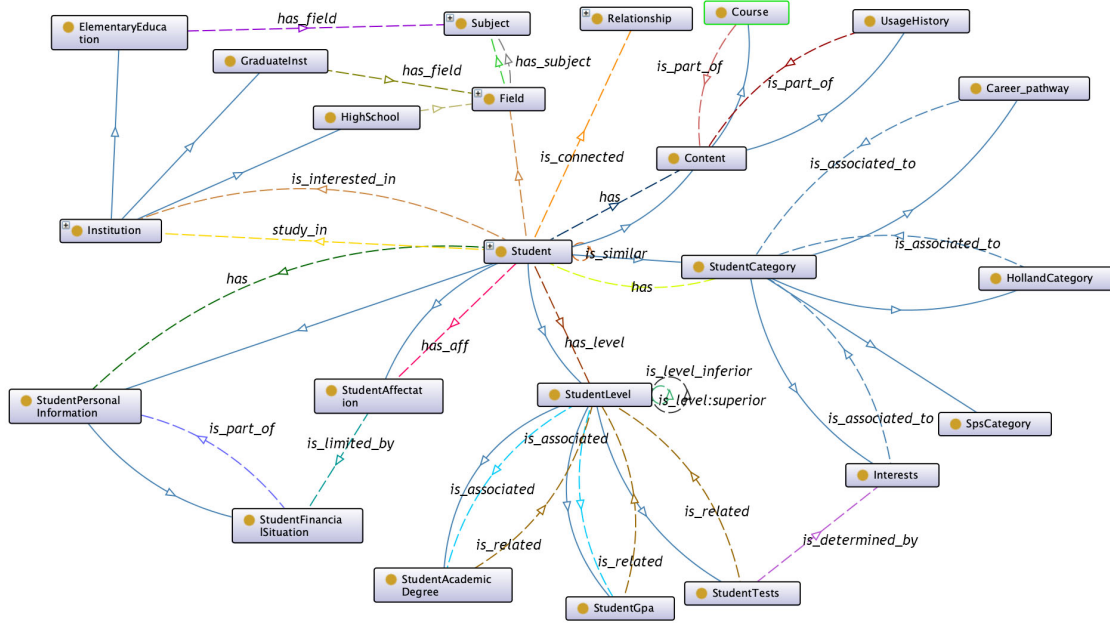 Course
Subject
Relationship
UsageHistory
ElementaryEduca
tion
has_field
GraduateInst
has_subject
is_part_of
is_part_of
has_field
Career_pathway
Field
HighSchool
is_connected
Content
is_associated_to
is_interested_in
has
Institution
study_in
Student
is_similar
is_associated_to
StudentCategory
HollandCategory
has
has
has_level
has_aff
is_level_inferior
StudentPersonal
Information
StudentAffectat
ion
StudentLevel
is_level:superior
is_associated_to
SpsCategory
is_part_of
is_limited_by
is_associated
Interests
is_associated
is_related
StudentFinancia
lSituation
is_related
is_related
is_determined_by
StudentAcademic
Degree
StudentGpa
StudentTests